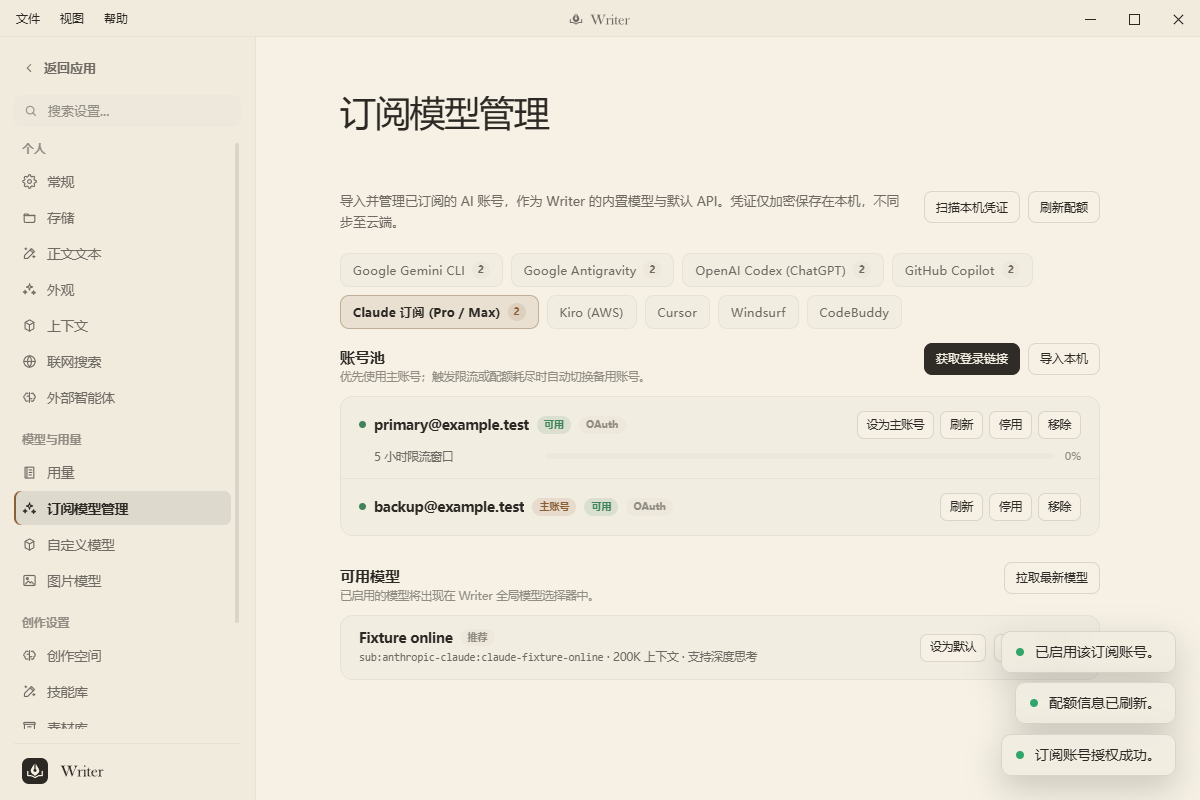 文件 视图 帮助
Writer
返回应用
搜索设置...
个人
常规
存储
正文文本
外观
上下文
联网搜索
外部智能体
模型与用量
用量
订阅模型管理
自定义模型
图片模型
创作设置
创作空间
技能库
素材库
Writer
订阅模型管理
导入并管理已订阅的 AI 账号，作为 Writer 的内置模型与默认 API。凭证仅加密保存在本机，不同
步至云端。
扫描本机凭证 刷新配额
Google Gemini CLI 2 Google Antigravity 2 OpenAI Codex (ChatGPT) 2 GitHub Copilot 2
Claude 订阅 (Pro / Max) 2 Kiro (AWS) Cursor Windsurf CodeBuddy
账号池
优先使用主账号；触发限流或配额耗尽时自动切换备用账号。
获取登录链接 导入本机
primary@example.test 可用 OAuth 设为主账号 刷新 停用 移除
5 小时限流窗口 0%
backup@example.test 主账号 可用 OAuth 刷新 停用 移除
可用模型
已启用的模型将出现在 Writer 全局模型选择器中。
拉取最新模型
Fixture online 推荐
sub:anthropic-claude:claude-fixture-online · 200K 上下文 · 支持深度思考
设为默认
已启用该订阅账号。
配额信息已刷新。
订阅账号授权成功。